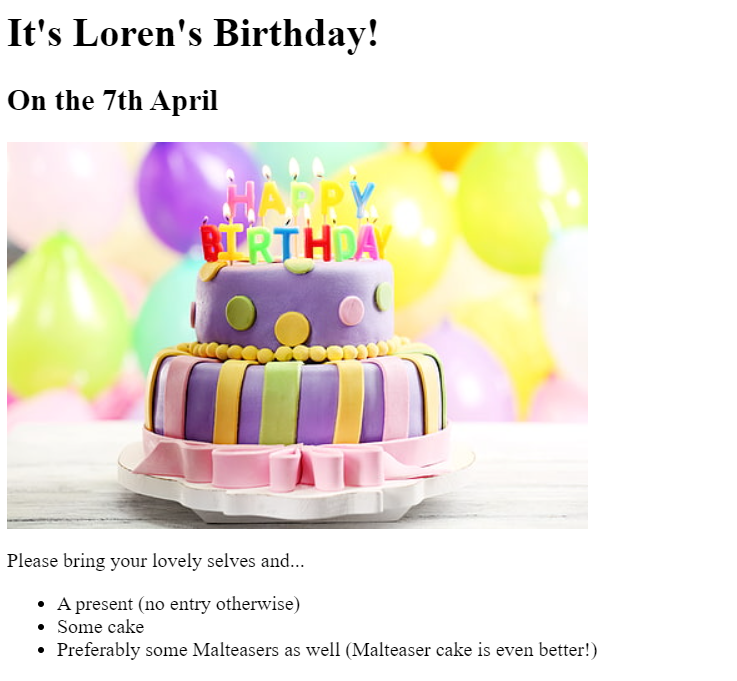 It's Loren's Birthday!
On the 7th April
HAPPY
BIRTHDAY
Please bring your lovely selves and...
• A present (no entry otherwise)
• Some cake
• Preferably some Malteasers as well (Malteaser cake is even better!)